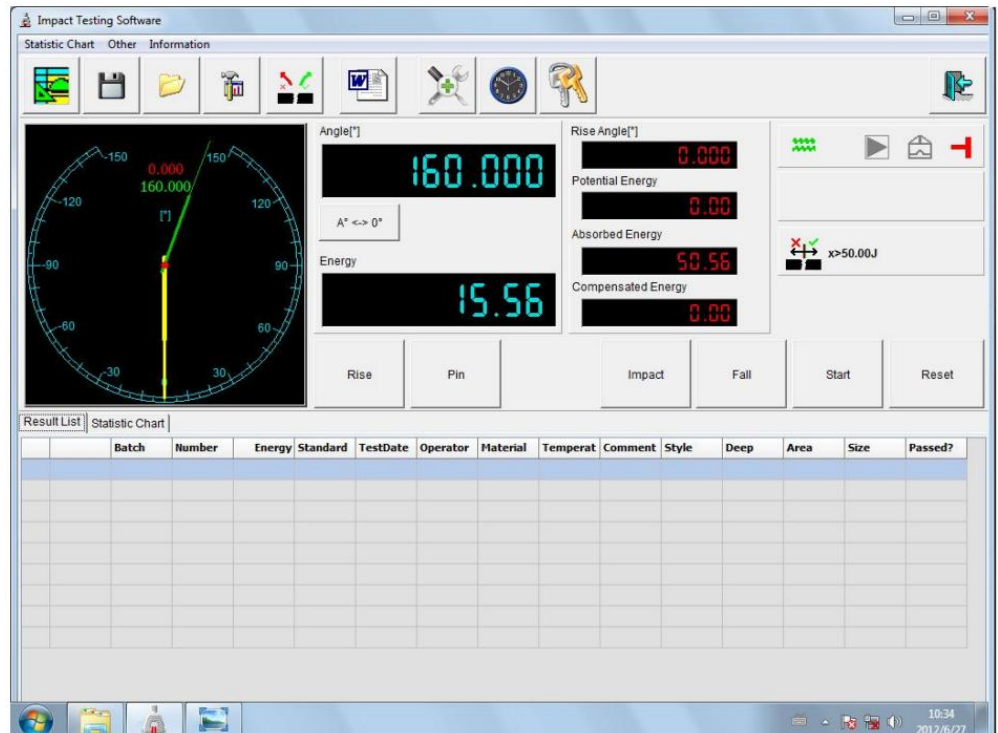 Impact Testing Software
Statistic Chart Other Information
W
Angle[°]
160.000
A° <-> 0°
Energy
15.56
Rise Angle[°]
0.000
Potential Energy
0.00
Absorbed Energy
50.56
Compensated Energy
0.00
x>50.00J
-150 150
0.000
160.000
[°]
-120 120
-90 90
-60 60
-30 30
Rise Pin Impact Fall Start Reset
Result List Statistic Chart
Batch Number Energy Standard TestDate Operator Material Temperat Comment Style Deep Area Size Passed?
10:34
2012/6/27